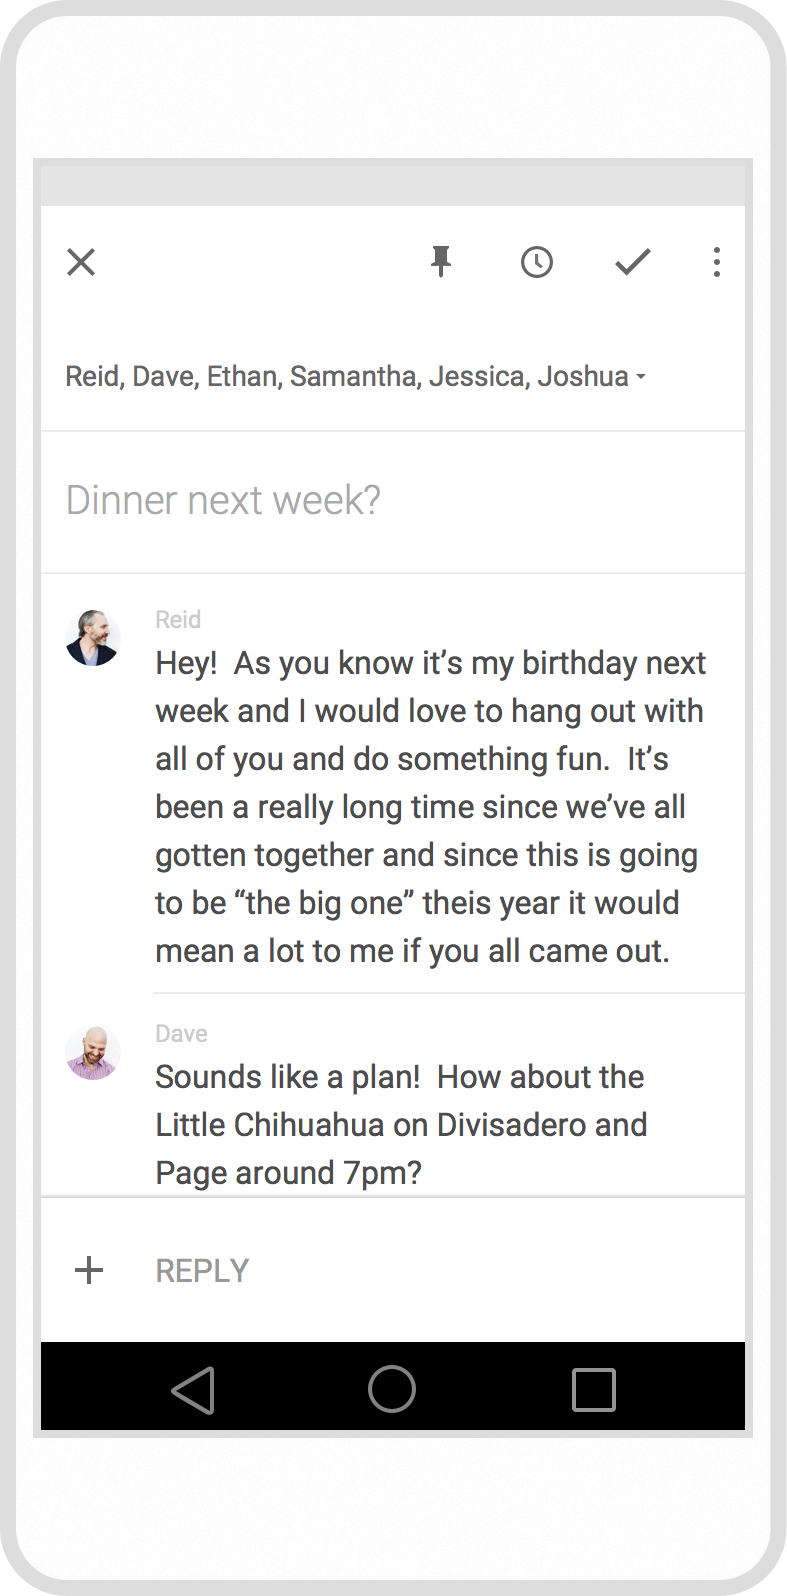 Reid, Dave, Ethan, Samantha, Jessica, Joshua
Dinner next week?
Reid
Hey!  As you know it’s my birthday next
week and I would love to hang out with
all of you and do something fun.  It’s
been a really long time since we’ve all
gotten together and since this is going
to be “the big one” theis year it would
mean a lot to me if you all came out.
Dave
Sounds like a plan!  How about the
Little Chihuahua on Divisadero and
Page around 7pm?
REPLY